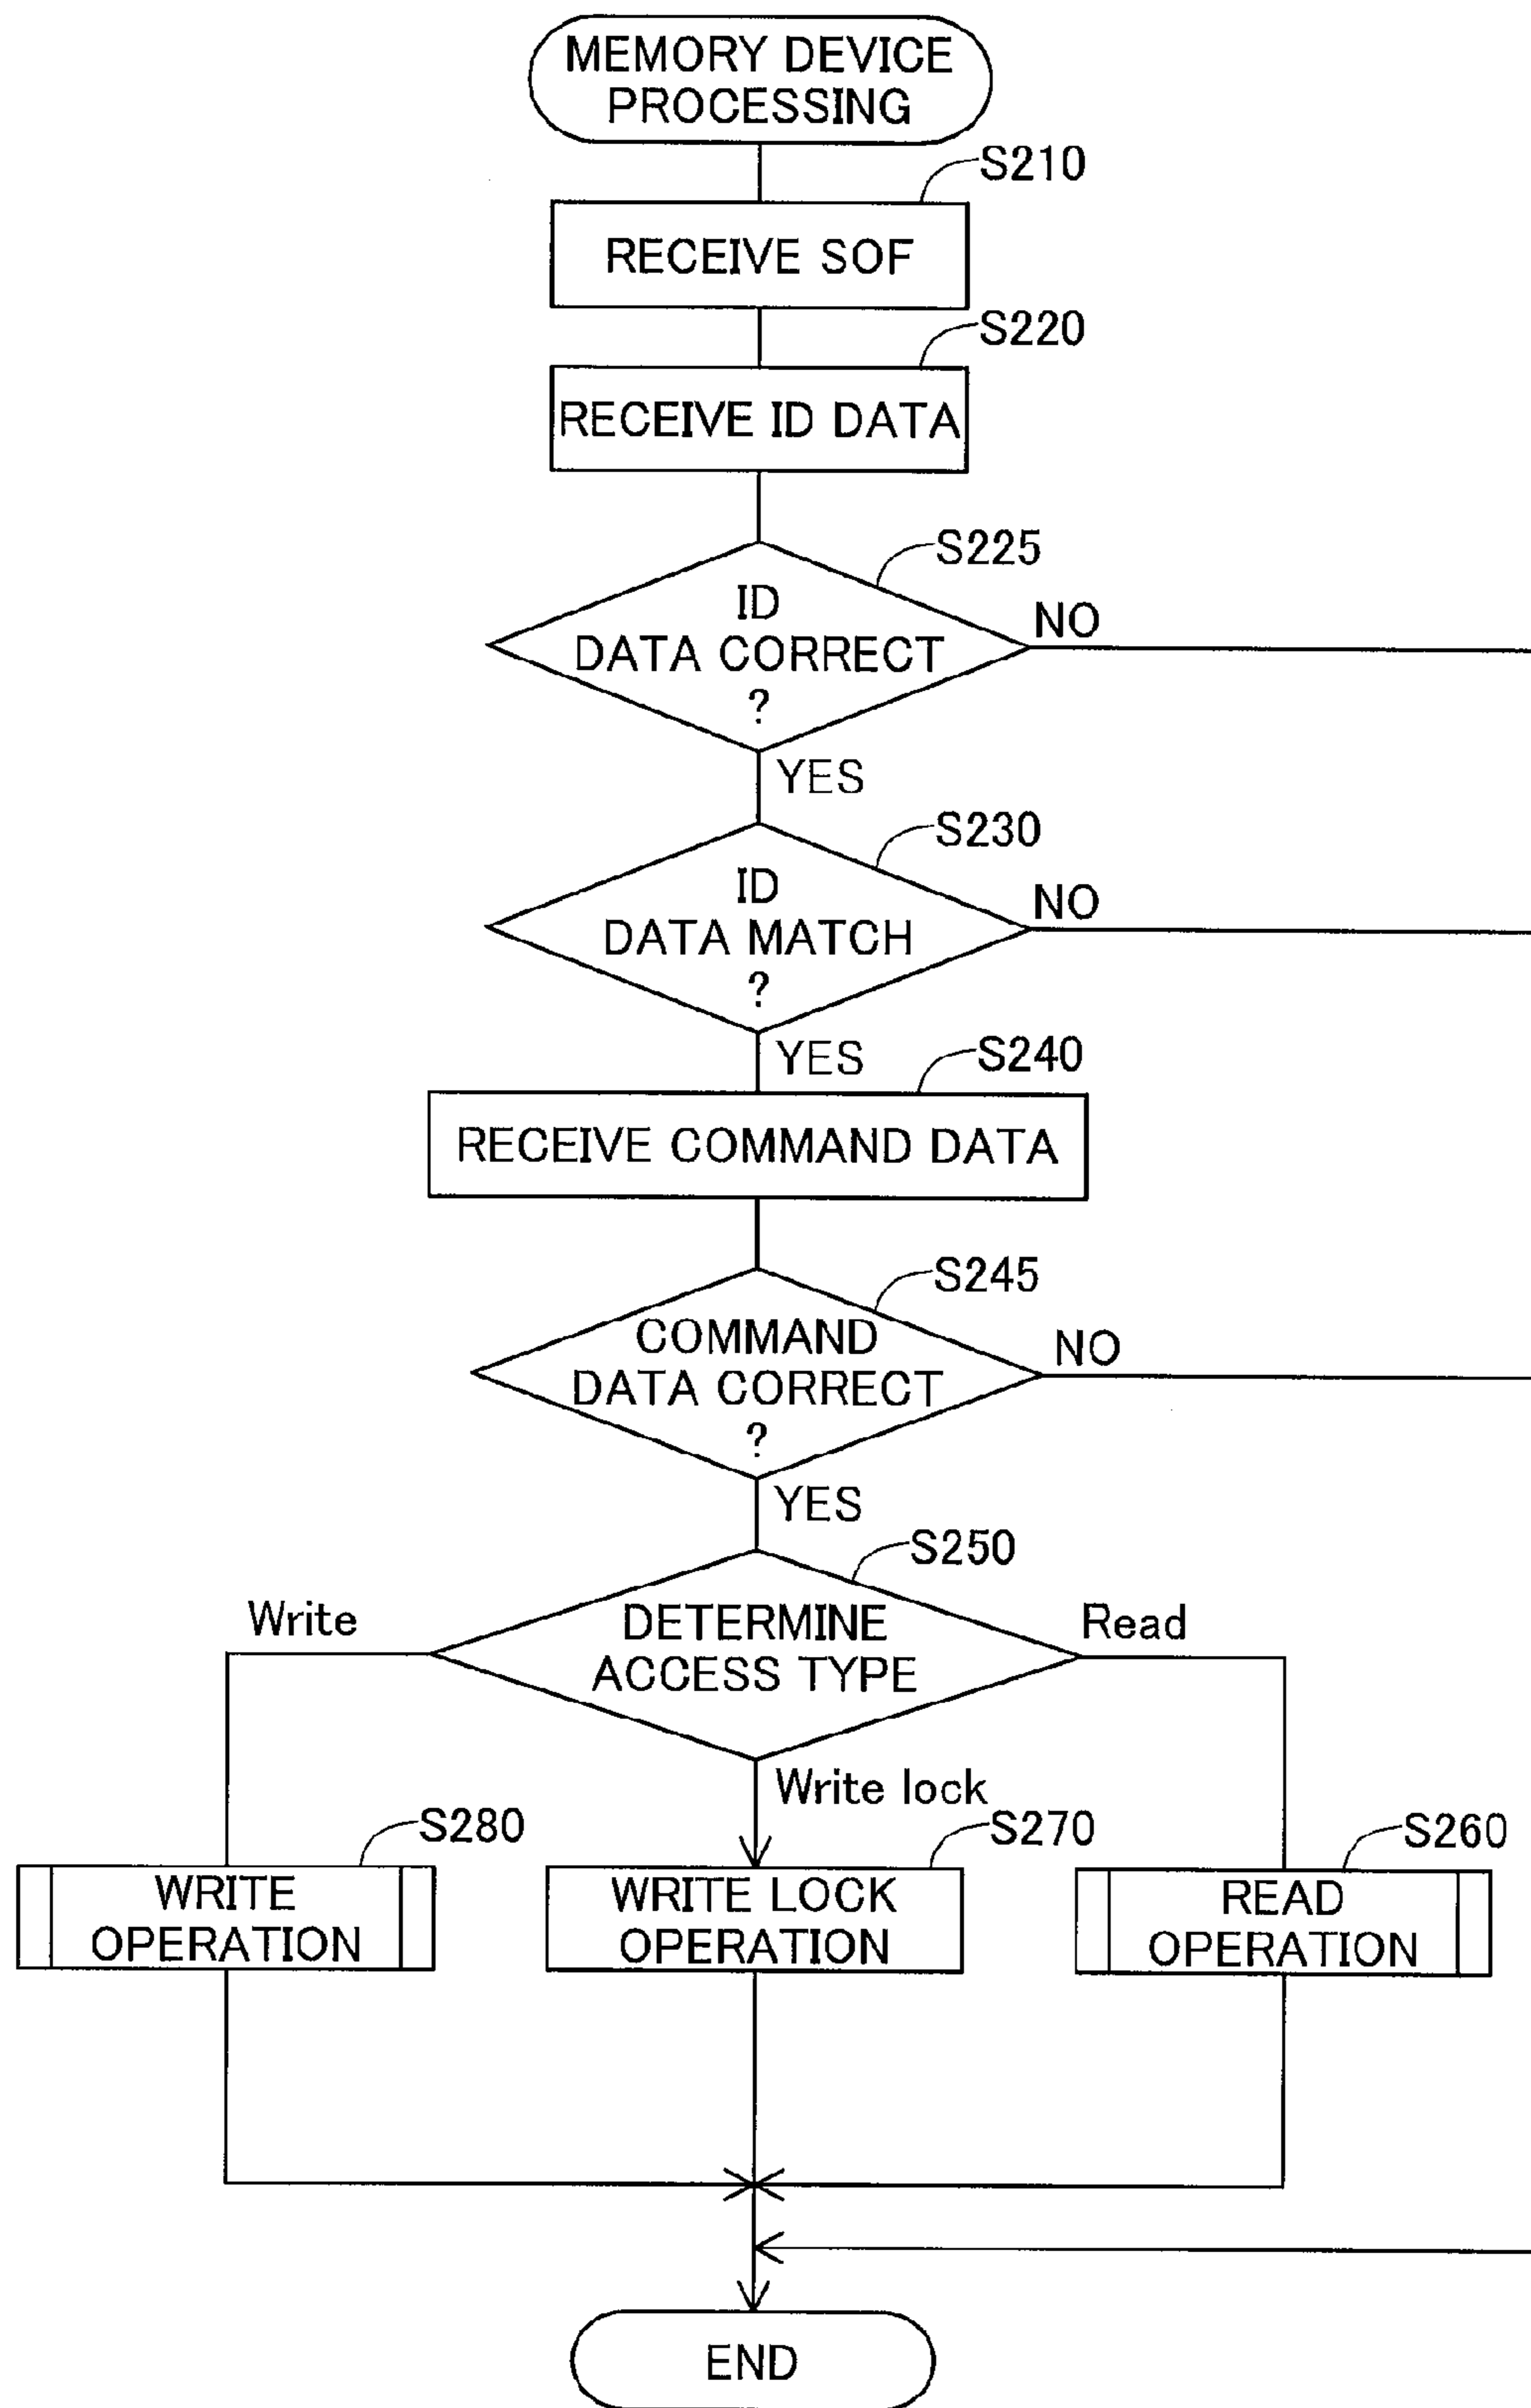 MEMORY DEVICE
PROCESSING
S210
RECEIVE SOF
S220
RECEIVE ID DATA
S225
ID
DATA CORRECT
?
NO
YES
S230
ID
DATA MATCH
?
NO
YES
S240
RECEIVE COMMAND DATA
S245
COMMAND
DATA CORRECT
?
NO
YES
S250
DETERMINE
ACCESS TYPE
Write
Read
Write lock
S280
WRITE
OPERATION
S270
WRITE LOCK
OPERATION
S260
READ
OPERATION
END